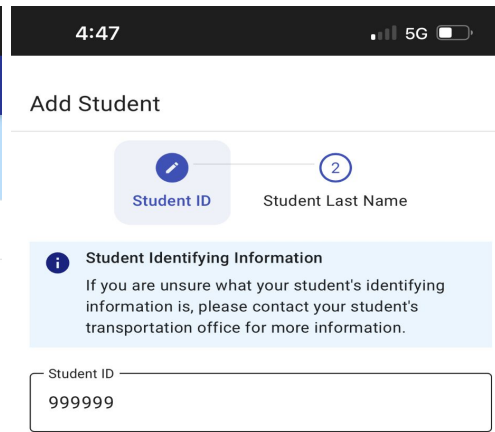 4:47 5G
Add Student
2
Student ID Student Last Name
Student Identifying Information
If you are unsure what your student's identifying
information is, please contact your student's
transportation office for more information.
Student ID
999999